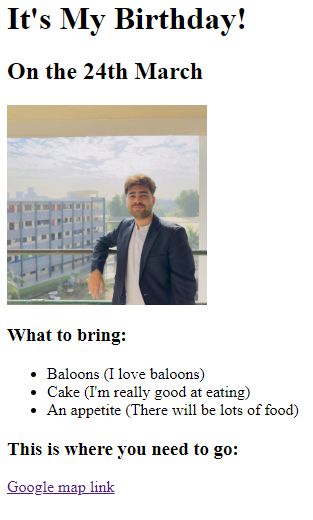 It's My Birthday!
On the 24th March
What to bring:
Baloons (I love baloons)
Cake (I'm really good at eating)
An appetite (There will be lots of food)
This is where you need to go:
Google map link